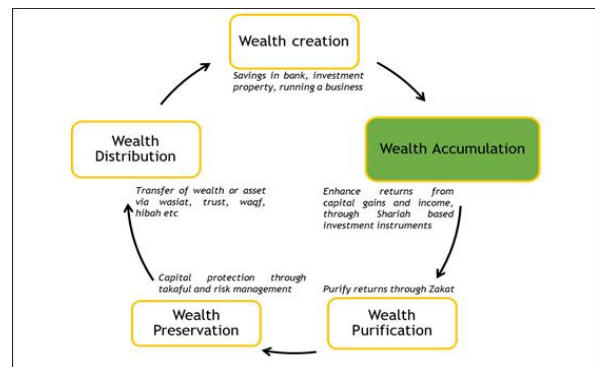 Wealth creation
Savings in bank, investment
property, running a business
Wealth
Distribution
Wealth Accumulation
Transfer of wealth or asset
via wasiat, trust, waqf,
hibah etc
Enhance returns from
capital gains and income,
through Shariah based
investment instruments
Capital protection through
takaful and risk management
Purify returns through Zakat
Wealth
Preservation
Wealth
Purification